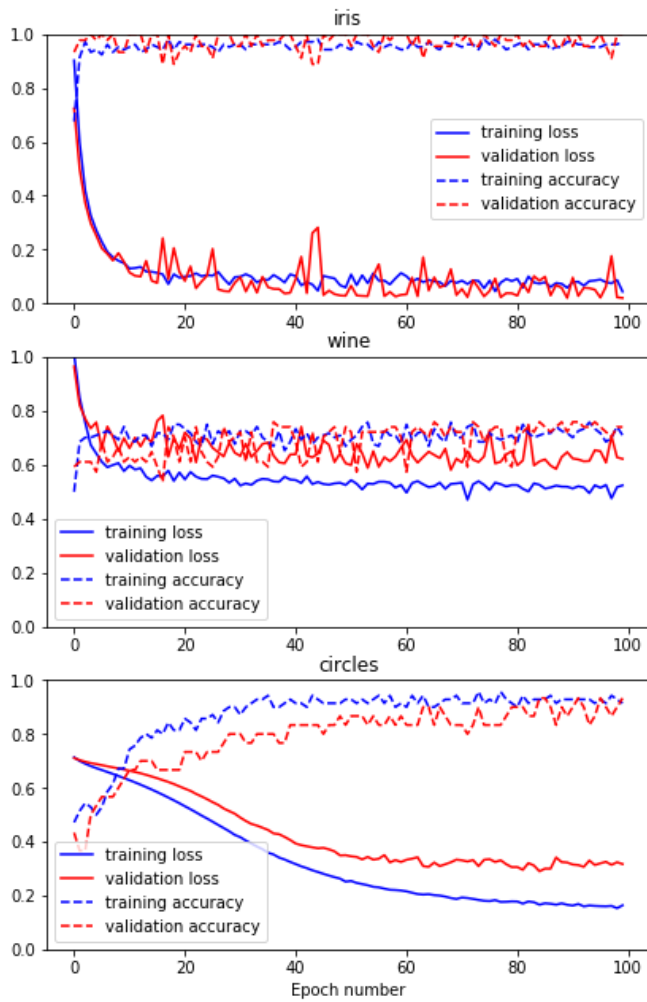 iris
1.0
0.8
0.6
0.4
0.2
0.0
training loss
validation loss
training accuracy
validation accuracy
0 20 40 60 80 100
wine
1.0
0.8
0.6
0.4
0.2
0.0
training loss
validation loss
training accuracy
validation accuracy
0 20 40 60 80 100
circles
1.0
0.8
0.6
0.4
0.2
0.0
training loss
validation loss
training accuracy
validation accuracy
0 20 40 60 80 100
Epoch number